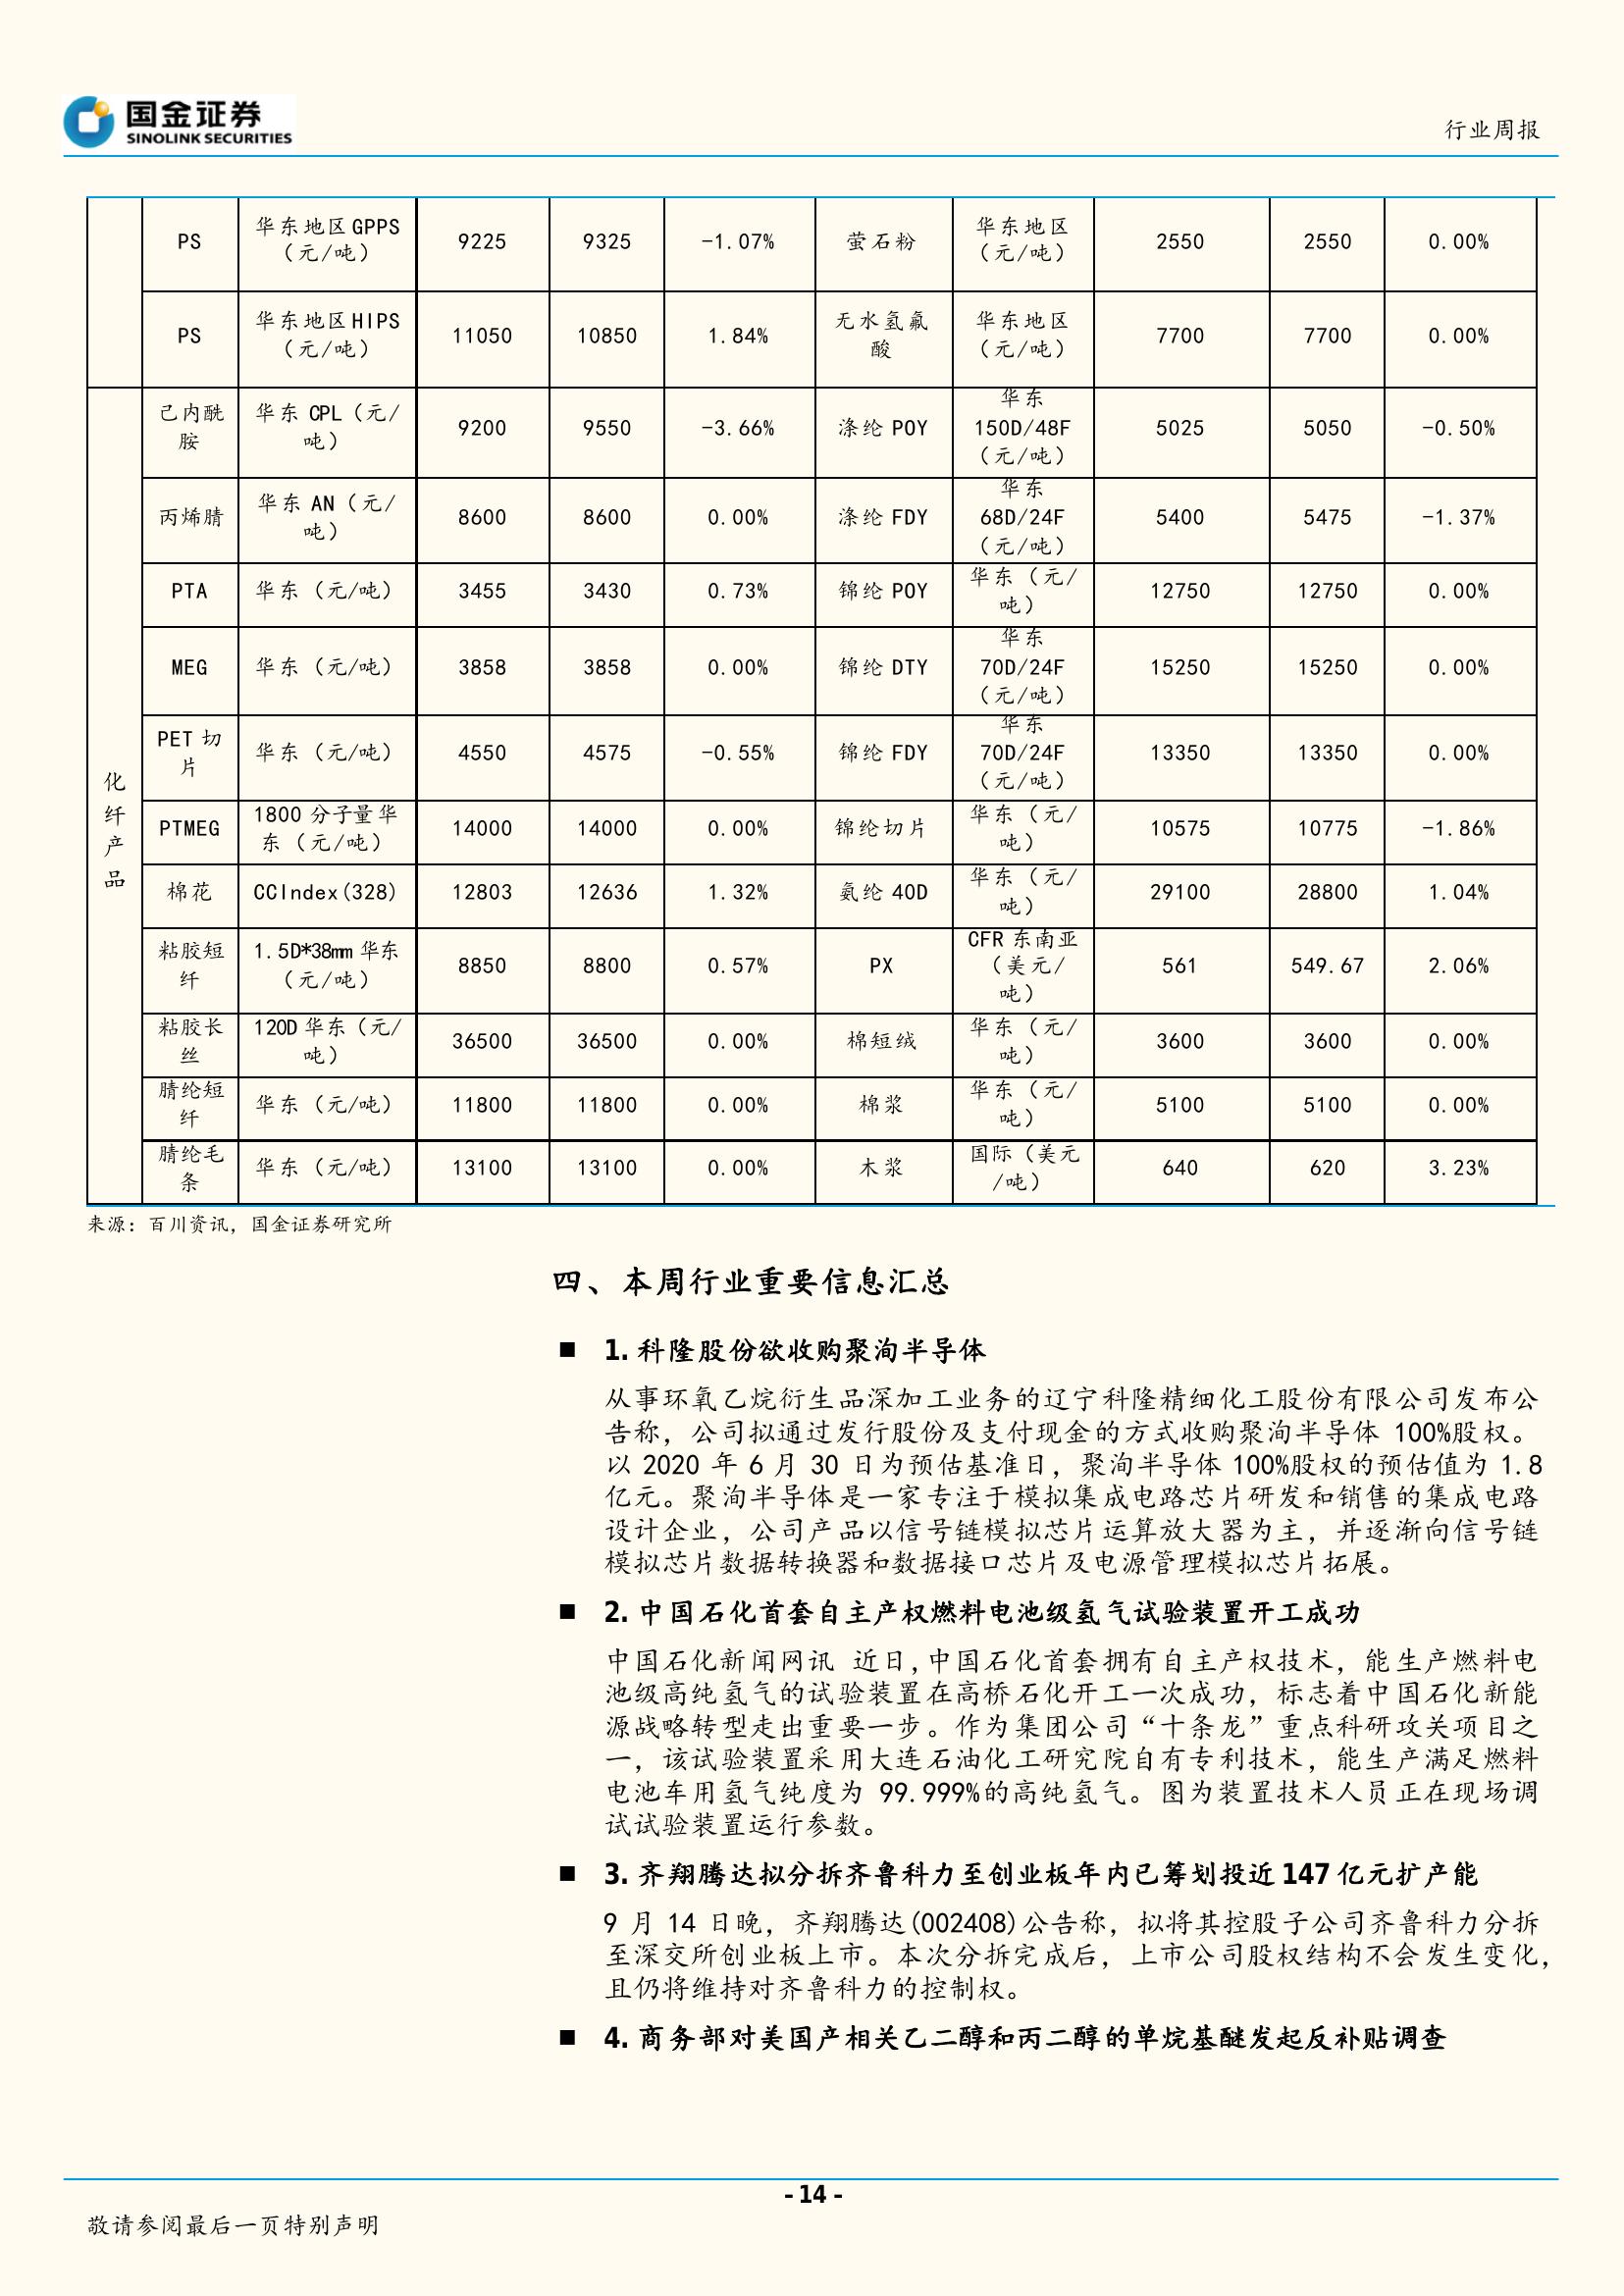 国金证券
SINOLINK SECURITIES
行业周报
PS 华东地区 GPPS（元/吨） 9225 9325 -1.07% 萤石粉 华东地区（元/吨） 2550 2550 0.00%
PS 华东地区 HIPS（元/吨） 11050 10850 1.84% 无水氢氟酸 华东地区（元/吨） 7700 7700 0.00%
化纤产品
己内酰胺 华东 CPL（元/吨） 9200 9550 -3.66% 涤纶 POY 华东 150D/48F（元/吨） 5025 5050 -0.50%
丙烯腈 华东 AN（元/吨） 8600 8600 0.00% 涤纶 FDY 华东 68D/24F（元/吨） 5400 5475 -1.37%
PTA 华东（元/吨） 3455 3430 0.73% 锦纶 POY 华东（元/吨） 12750 12750 0.00%
MEG 华东（元/吨） 3858 3858 0.00% 锦纶 DTY 华东 70D/24F（元/吨） 15250 15250 0.00%
PET 切片 华东（元/吨） 4550 4575 -0.55% 锦纶 FDY 华东 70D/24F（元/吨） 13350 13350 0.00%
PTMEG 1800 分子量华东（元/吨） 14000 14000 0.00% 锦纶切片 华东（元/吨） 10575 10775 -1.86%
棉花 CCIndex(328) 12803 12636 1.32% 氨纶 40D 华东（元/吨） 29100 28800 1.04%
粘胶短纤 1.5D*38mm 华东（元/吨） 8850 8800 0.57% PX CFR 东南亚（美元/吨） 561 549.67 2.06%
粘胶长丝 120D 华东（元/吨） 36500 36500 0.00% 棉短绒 华东（元/吨） 3600 3600 0.00%
腈纶短纤 华东（元/吨） 11800 11800 0.00% 棉浆 华东（元/吨） 5100 5100 0.00%
腈纶毛条 华东（元/吨） 13100 13100 0.00% 木浆 国际（美元/吨） 640 620 3.23%
来源：百川资讯，国金证券研究所
四、本周行业重要信息汇总
■ 1.科隆股份欲收购聚洵半导体
从事环氧乙烷衍生品深加工业务的辽宁科隆精细化工股份有限公司发布公
告称，公司拟通过发行股份及支付现金的方式收购聚洵半导体 100%股权。
以 2020 年 6 月 30 日为预估基准日，聚洵半导体 100%股权的预估值为 1.8
亿元。聚洵半导体是一家专注于模拟集成电路芯片研发和销售的集成电路
设计企业，公司产品以信号链模拟芯片运算放大器为主，并逐渐向信号链
模拟芯片数据转换器和数据接口芯片及电源管理模拟芯片拓展。
■ 2.中国石化首套自主产权燃料电池级氢气试验装置开工成功
中国石化新闻网讯 近日,中国石化首套拥有自主产权技术，能生产燃料电
池级高纯氢气的试验装置在高桥石化开工一次成功，标志着中国石化新能
源战略转型走出重要一步。作为集团公司“十条龙”重点科研攻关项目之
一，该试验装置采用大连石油化工研究院自有专利技术，能生产满足燃料
电池车用氢气纯度为 99.999%的高纯氢气。图为装置技术人员正在现场调
试试验装置运行参数。
■ 3.齐翔腾达拟分拆齐鲁科力至创业板年内已筹划投近 147 亿元扩产能
9 月 14 日晚，齐翔腾达(002408)公告称，拟将其控股子公司齐鲁科力分拆
至深交所创业板上市。本次分拆完成后，上市公司股权结构不会发生变化，
且仍将维持对齐鲁科力的控制权。
■ 4.商务部对美国产相关乙二醇和丙二醇的单烷基醚发起反补贴调查
- 14 -
敬请参阅最后一页特别声明